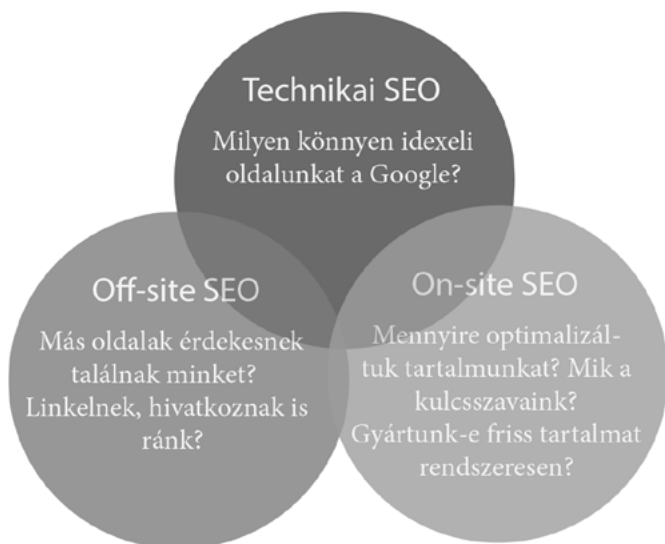 Technikai SEO
Milyen könnyen idexeli
oldalunkat a Google?
Off-site SEO
Más oldalak érdekesnek
találnak minket?
Linkelnek, hivatkoznak is
ránk?
On-site SEO
Mennyire optimalizál-
tuk tartalmunkat? Mik a
kulcsszavaink?
Gyártunk-e friss tartalmat
rendszeresen?